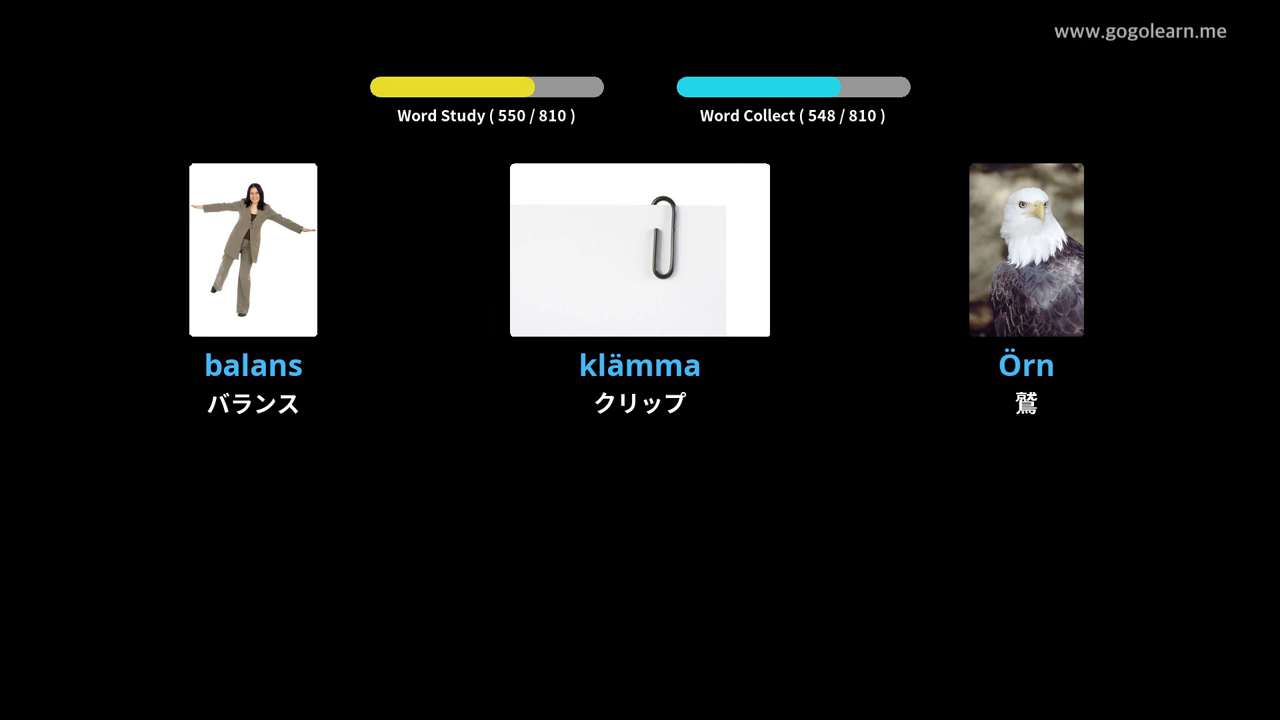 www.gogolearn.me
Word Study ( 550 / 810 )
Word Collect ( 548 / 810 )
balans
バランス
klämma
クリップ
Örn
鷲